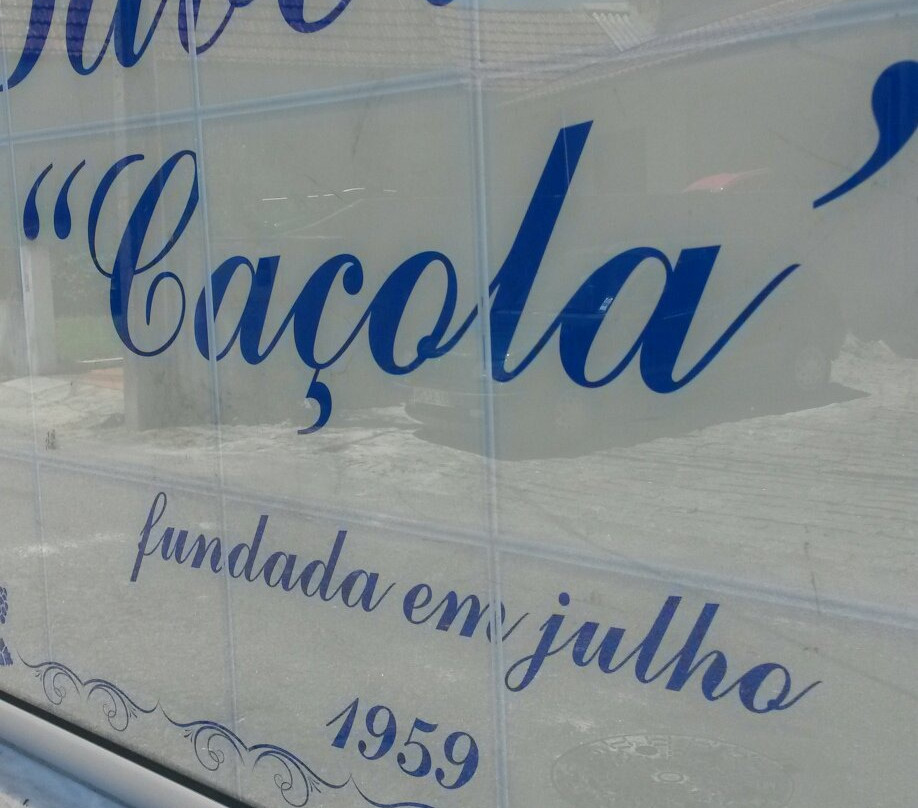 “Caçola’
fundada em julho
1959